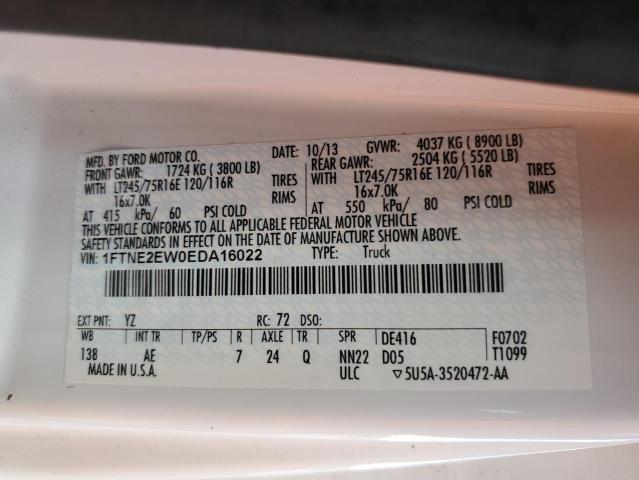 MFD. BY FORD MOTOR CO.
DATE: 10/13 GVWR: 4037 KG ( 8900 LB)
FRONT GAWR: 1724 KG ( 3800 LB) REAR GAWR: 2504 KG ( 5520 LB)
WITH LT245/75R16E 120/116R TIRES WITH LT245/75R16E 120/116R TIRES
16x7.0K RIMS 16x7.0K RIMS
AT 415 kPa/ 60 PSI COLD AT 550 kPa/ 80 PSI COLD
THIS VEHICLE CONFORMS TO ALL APPLICABLE FEDERAL MOTOR VEHICLE
SAFETY STANDARDS IN EFFECT ON THE DATE OF MANUFACTURE SHOWN ABOVE.
VIN: 1FTNE2EW0EDA16022 TYPE: Truck
EXT PNT: YZ RC: 72 DSO:
WB INT TR TP/PS R AXLE TR SPR DE416 F0702
138 AE 7 24 Q NN22 D05 T1099
MADE IN U.S.A. ULC ▽5U5A-3520472-AA